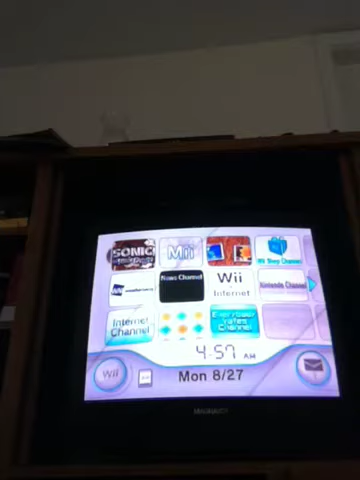 SONIC
Mii
Wii Shop Channel
News Channel
Wii
Internet
Nintendo Channel
Internet
Channel
Everybody
Votes
Channel
4:57 AM
Wii
Mon 8/27
MAGNAVOX